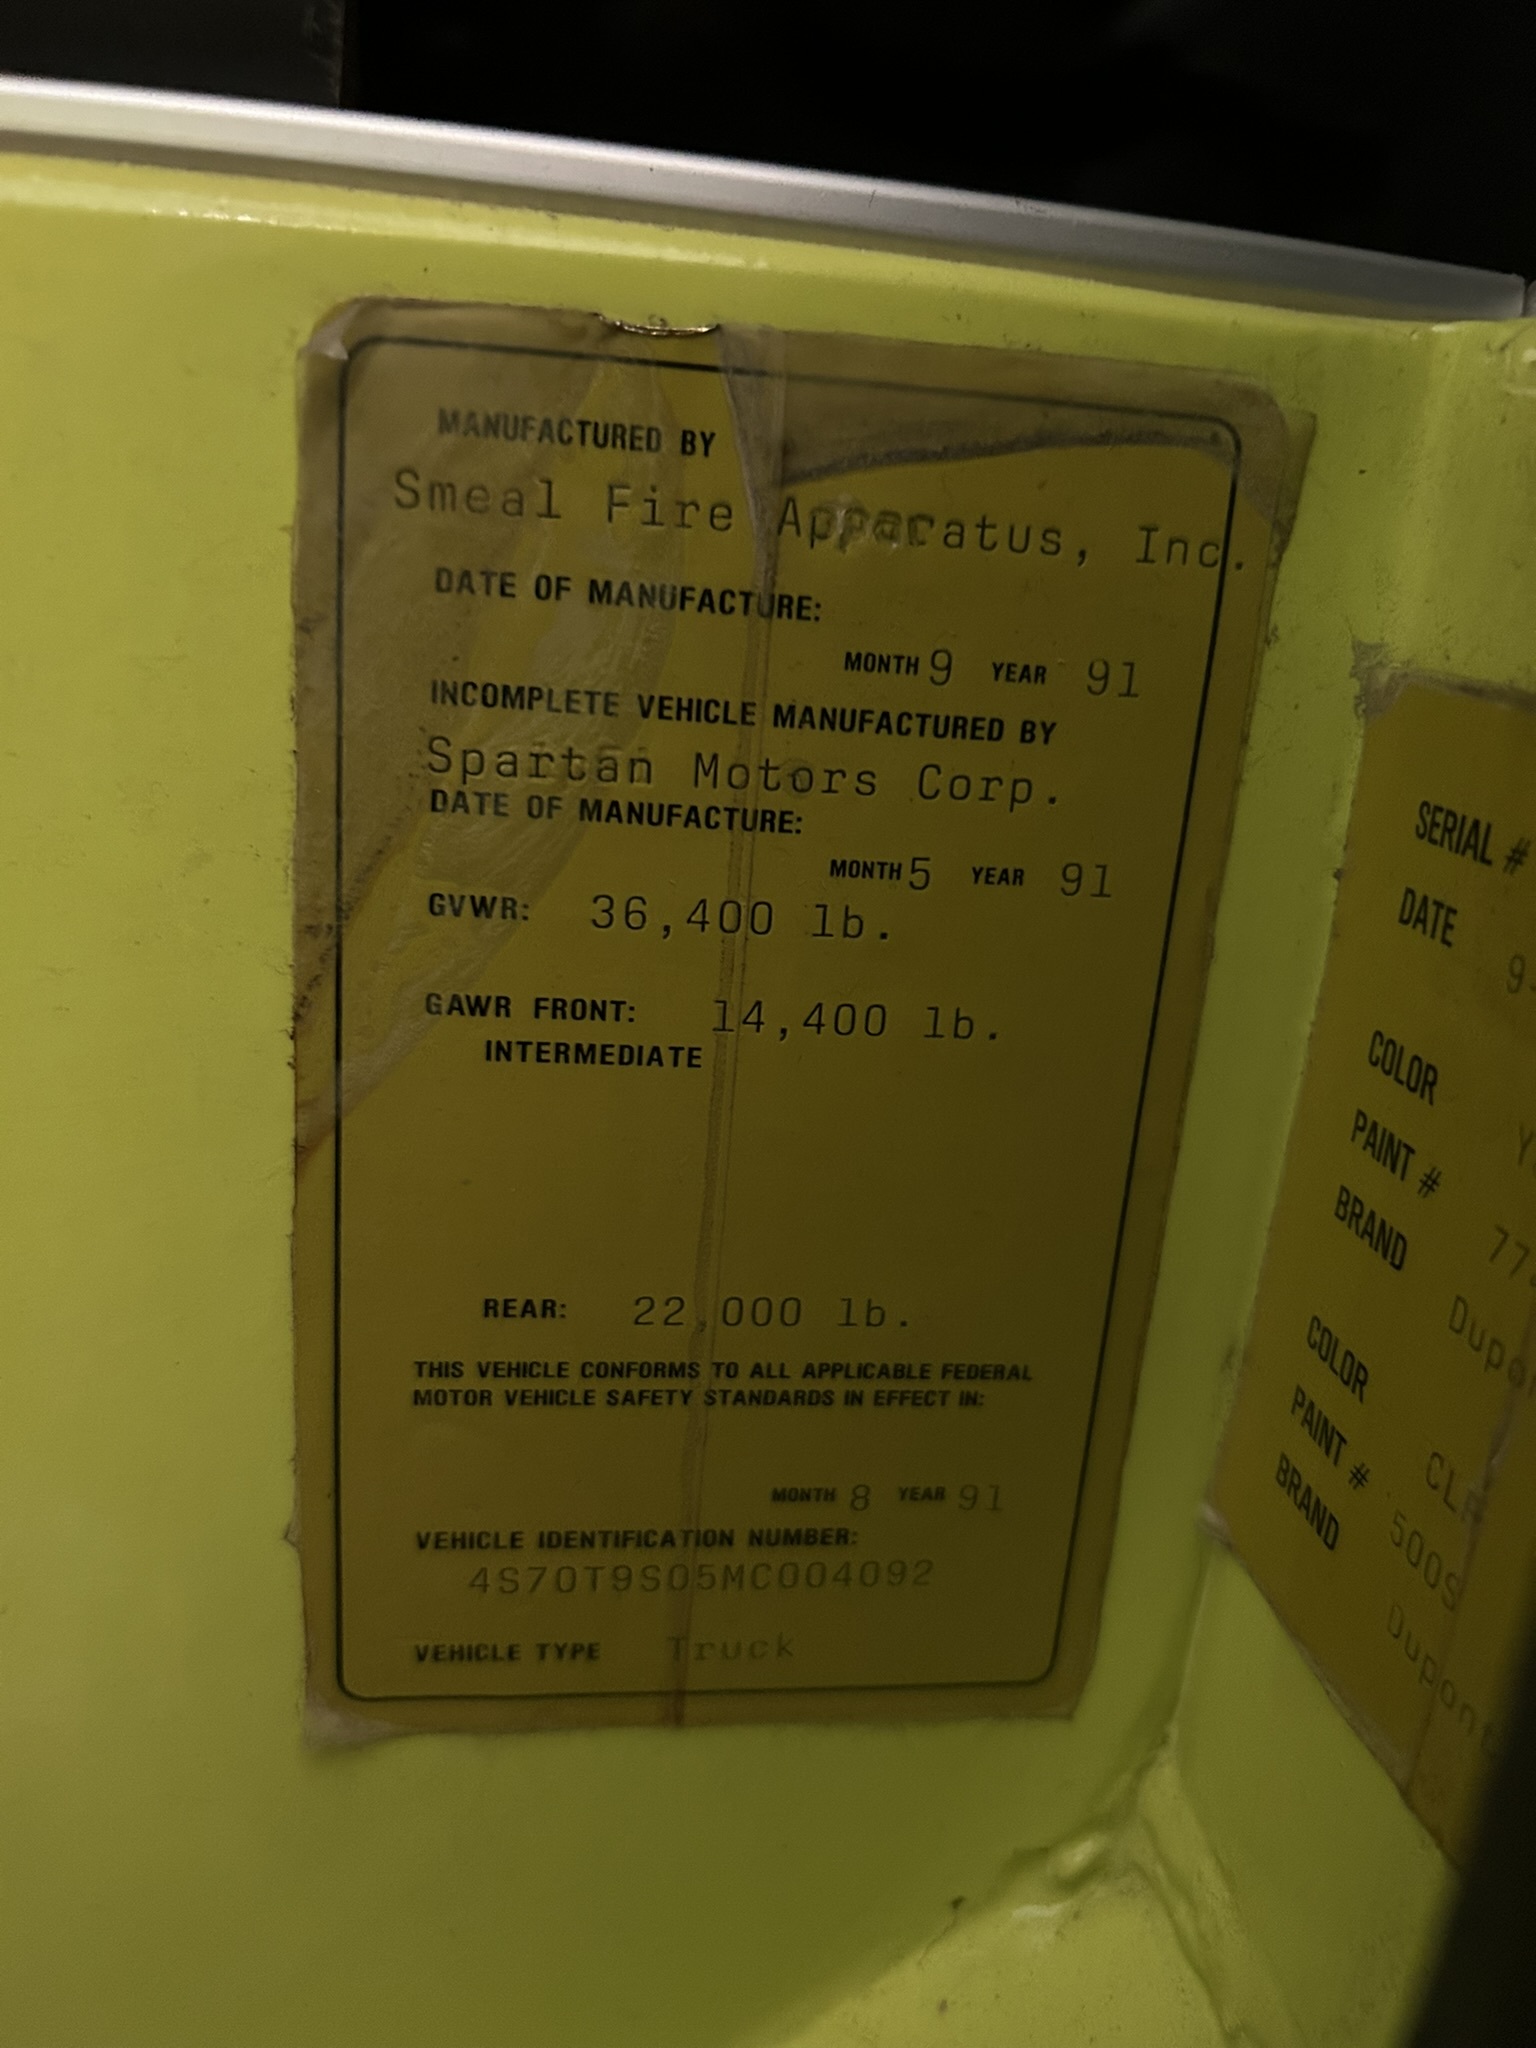 MANUFACTURED BY
Smeal Fire Apparatus, Inc.
DATE OF MANUFACTURE:
MONTH 9 YEAR 91
INCOMPLETE VEHICLE MANUFACTURED BY
Spartan Motors Corp.
DATE OF MANUFACTURE:
MONTH 5 YEAR 91
GVWR: 36,400 lb.
GAWR FRONT: 14,400 lb.
INTERMEDIATE
REAR: 22,000 lb.
THIS VEHICLE CONFORMS TO ALL APPLICABLE FEDERAL
MOTOR VEHICLE SAFETY STANDARDS IN EFFECT IN:
MONTH 8 YEAR 91
VEHICLE IDENTIFICATION NUMBER:
4S7OT9S05MC004092
VEHICLE TYPE Truck
SERIAL #
DATE
COLOR
PAINT #
BRAND
COLOR
PAINT # 500S
BRAND Dupont